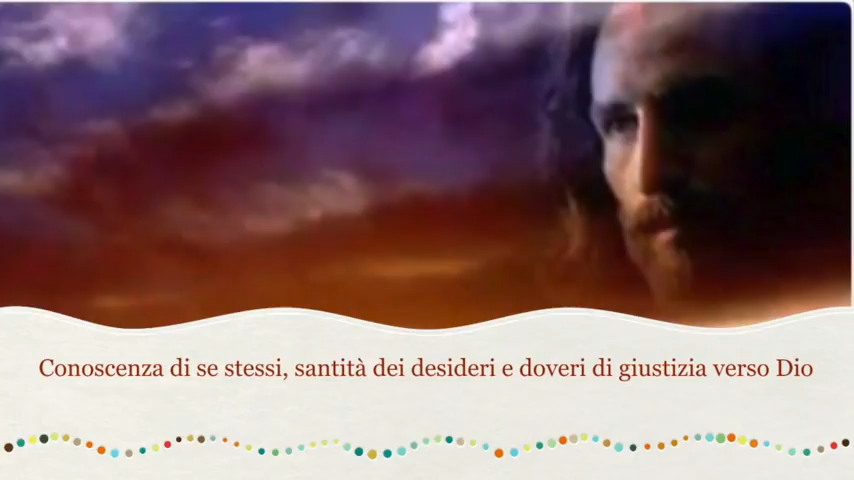 Conoscenza di se stessi, santità dei desideri e doveri di giustizia verso Dio